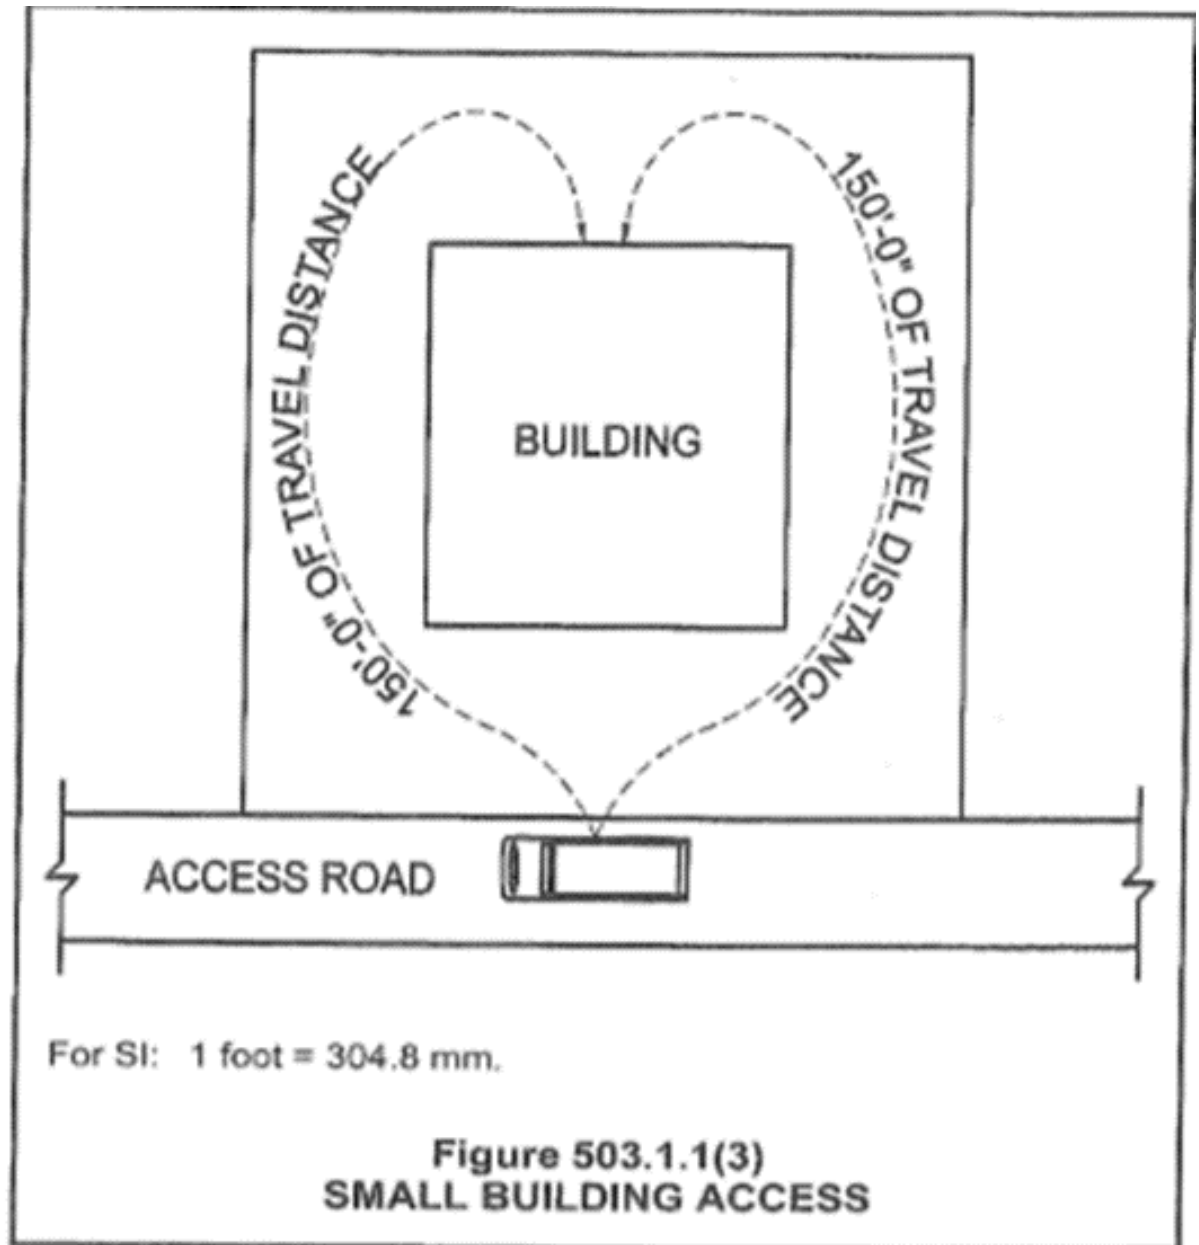 150'-0" OF TRAVEL DISTANCE
150'-0" OF TRAVEL DISTANCE
BUILDING
ACCESS ROAD
For SI: 1 foot = 304.8 mm.
Figure 503.1.1(3)
SMALL BUILDING ACCESS